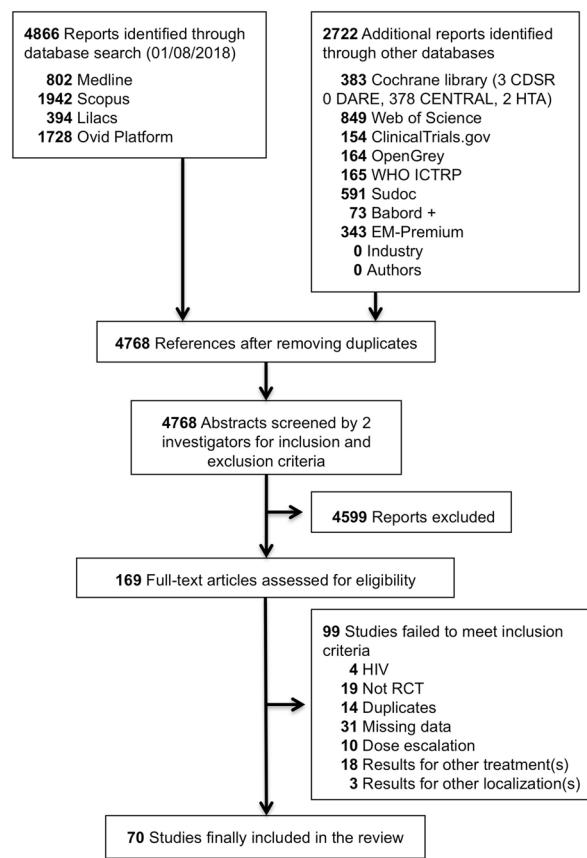 4866 Reports identified through
database search (01/08/2018)
802 Medline
1942 Scopus
394 Lilacs
1728 Ovid Platform
2722 Additional reports identified
through other databases
383 Cochrane library (3 CDSR
0 DARE, 378 CENTRAL, 2 HTA)
849 Web of Science
154 ClinicalTrials.gov
164 OpenGrey
165 WHO ICTRP
591 Sudoc
73 Babord +
343 EM-Premium
0 Industry
0 Authors
4768 References after removing duplicates
4768 Abstracts screened by 2
investigators for inclusion and
exclusion criteria
4599 Reports excluded
169 Full-text articles assessed for eligibility
99 Studies failed to meet inclusion
criteria
4 HIV
19 Not RCT
14 Duplicates
31 Missing data
10 Dose escalation
18 Results for other treatment(s)
3 Results for other localization(s)
70 Studies finally included in the review